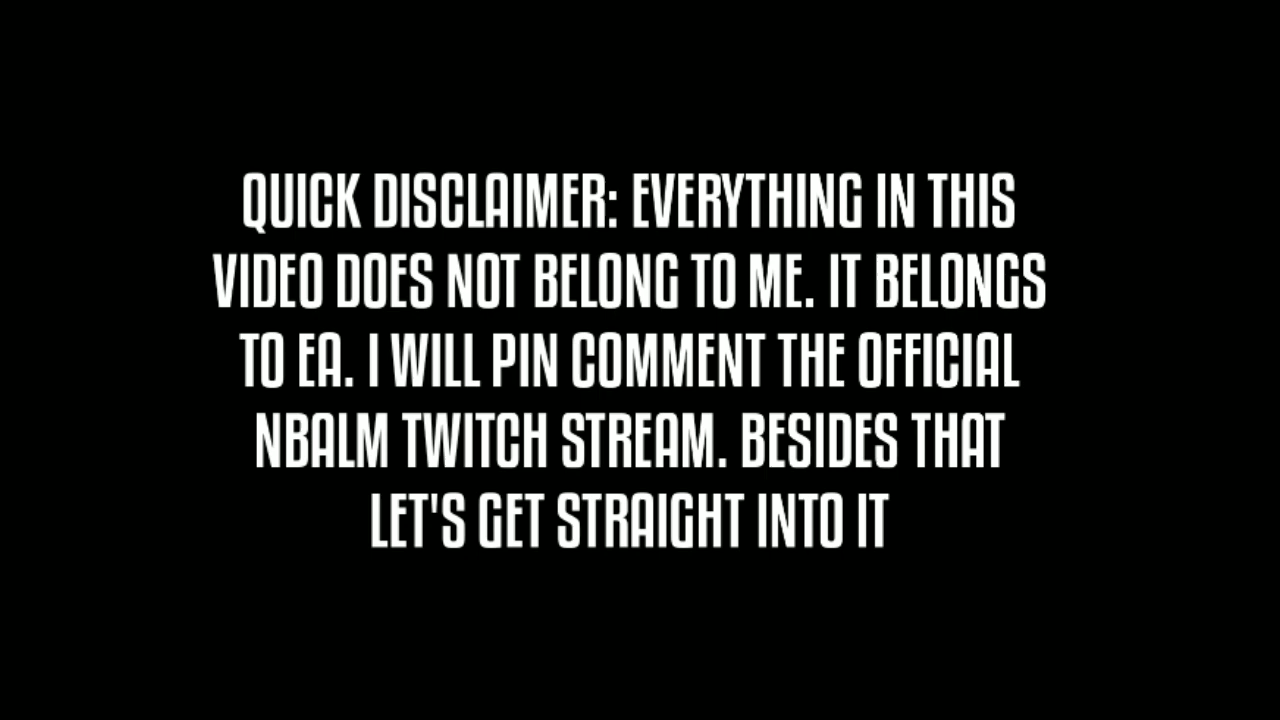 QUICK DISCLAIMER: EVERYTHING IN THIS
VIDEO DOES NOT BELONG TO ME. IT BELONGS
TO EA. I WILL PIN COMMENT THE OFFICIAL
NBALM TWITCH STREAM. BESIDES THAT
LET'S GET STRAIGHT INTO IT